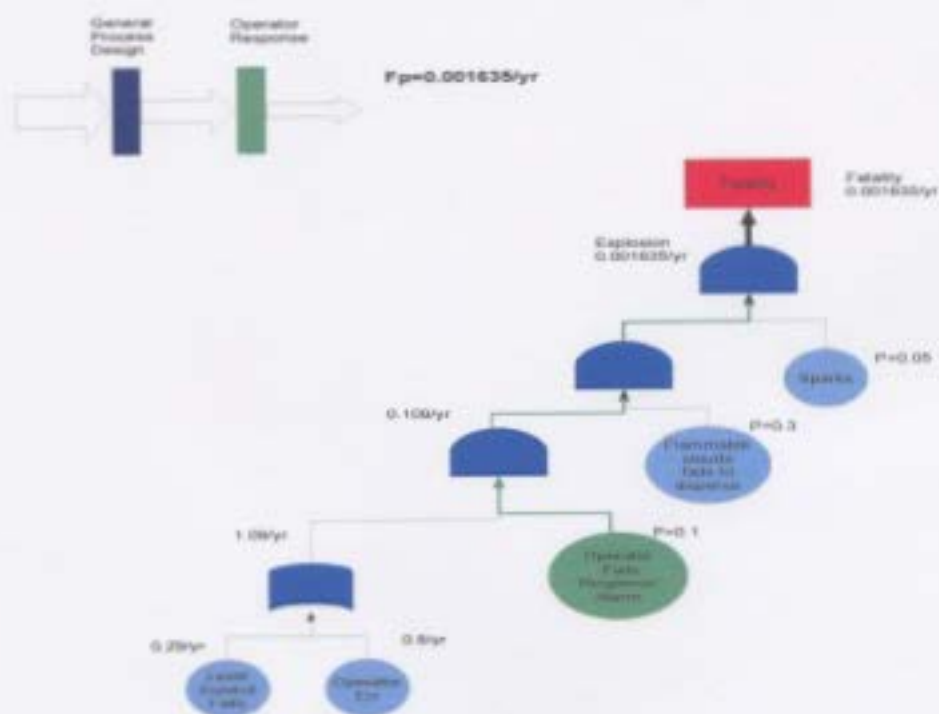 General
Process
Design
Operator
Response
Fp=0.001635/yr
Fatality
Fatality
0.001635/yr
Explosion
0.001635/yr
P=0.05
Sparks
0.109/yr
P=0.3
Flammable
clouds
fails to
disperse
1.09/yr
P=0.1
Operator
Fails
Response
Alarm
0.29/yr
0.8/yr
Level
Control
Fails
Operator
Err